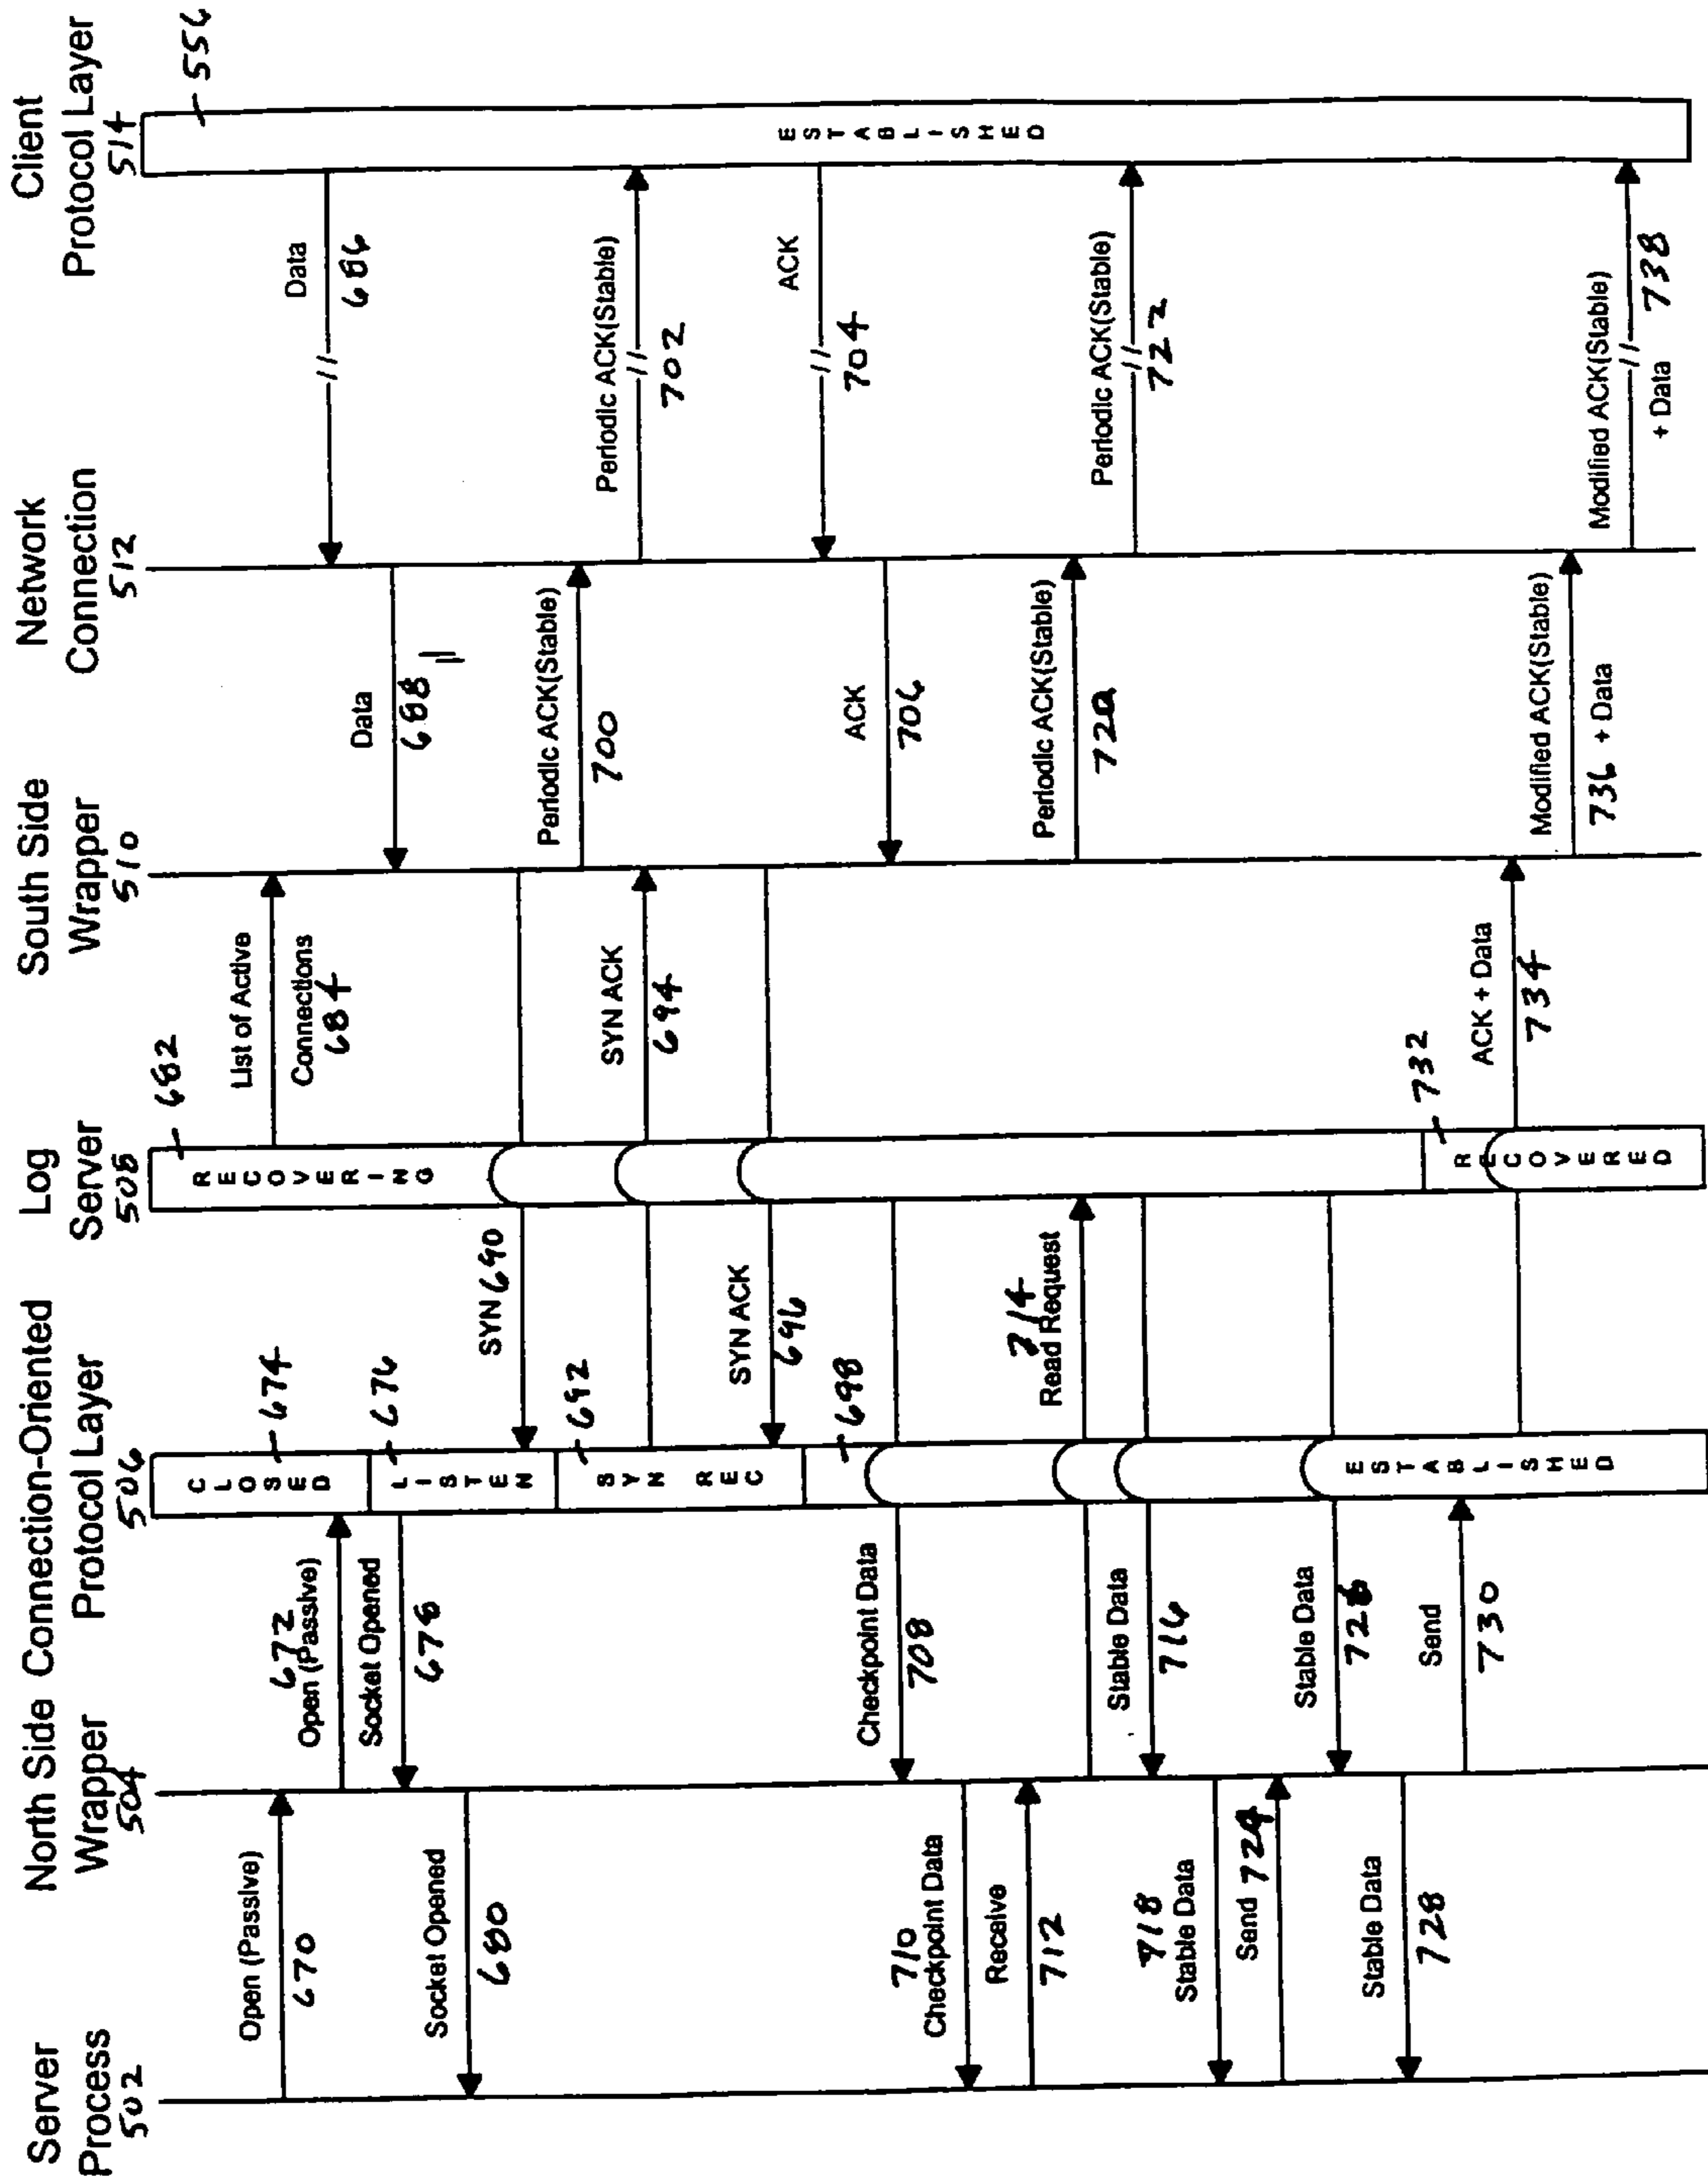 Server
Process
502
North Side
Wrapper
504
Connection-Oriented
Protocol Layer
506
Log
Server
508
South Side
Wrapper
510
Network
Connection
512
Client
Protocol Layer
514
556
Open (Passive)
670
672
Open (Passive)
CLOSED
674
Socket Opened
678
LISTEN
676
Socket Opened
680
RECOVERING
682
List of Active
Connections
684
Data
686
Data
688
SYN 690
SYN REC
692
SYN ACK
694
SYN ACK
696
698
Periodic ACK(Stable)
700
Periodic ACK(Stable)
702
ACK
704
ACK
706
Checkpoint Data
708
710
Checkpoint Data
Receive
712
714
Read Request
Stable Data
716
718
Stable Data
Periodic ACK(Stable)
720
Periodic ACK(Stable)
722
Send 724
Stable Data
726
Stable Data
728
Send
730
ESTABLISHED
RECOVERED
732
ACK + Data
734
Modified ACK(Stable)
736 + Data
Modified ACK(Stable)
+ Data 738
ESTABLISHED